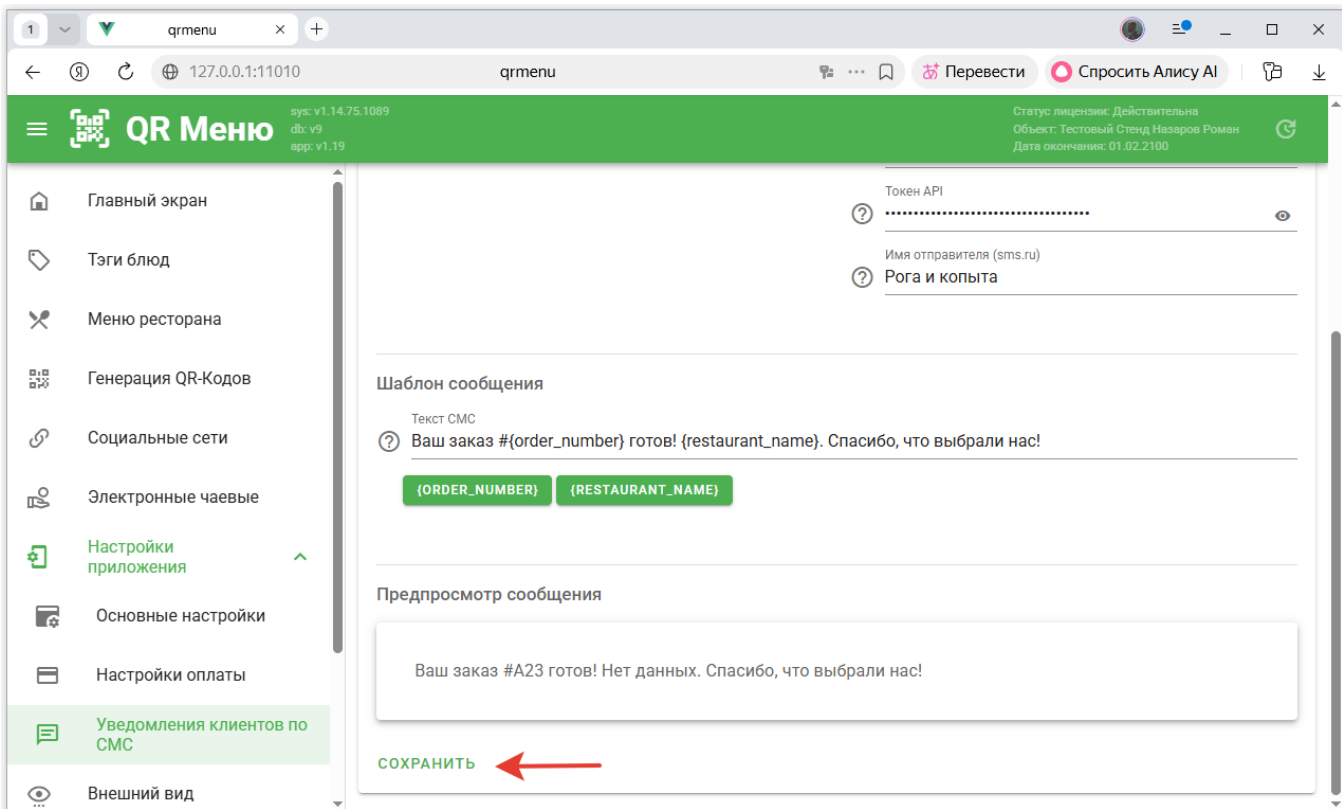 1
qrmenu
127.0.0.1:11010
qrmenu
Перевести
Спросить Алису AI
QR Меню
sys: v1.14.75.1089
db: v9
app: v1.19
Статус лицензии: Действительна
Объект: Тестовый Стенд Назаров Роман
Дата окончания: 01.02.2100
Главный экран
Тэги блюд
Меню ресторана
Генерация QR-Кодов
Социальные сети
Электронные чаевые
Настройки
приложения
Основные настройки
Настройки оплаты
Уведомления клиентов по
СМС
Внешний вид
Токен API
••••••••••••••••••••••••••••••••••••
Имя отправителя (sms.ru)
Рога и копыта
Шаблон сообщения
Текст СМС
Ваш заказ #{order_number} готов! {restaurant_name}. Спасибо, что выбрали нас!
{ORDER_NUMBER} {RESTAURANT_NAME}
Предпросмотр сообщения
Ваш заказ #A23 готов! Нет данных. Спасибо, что выбрали нас!
СОХРАНИТЬ